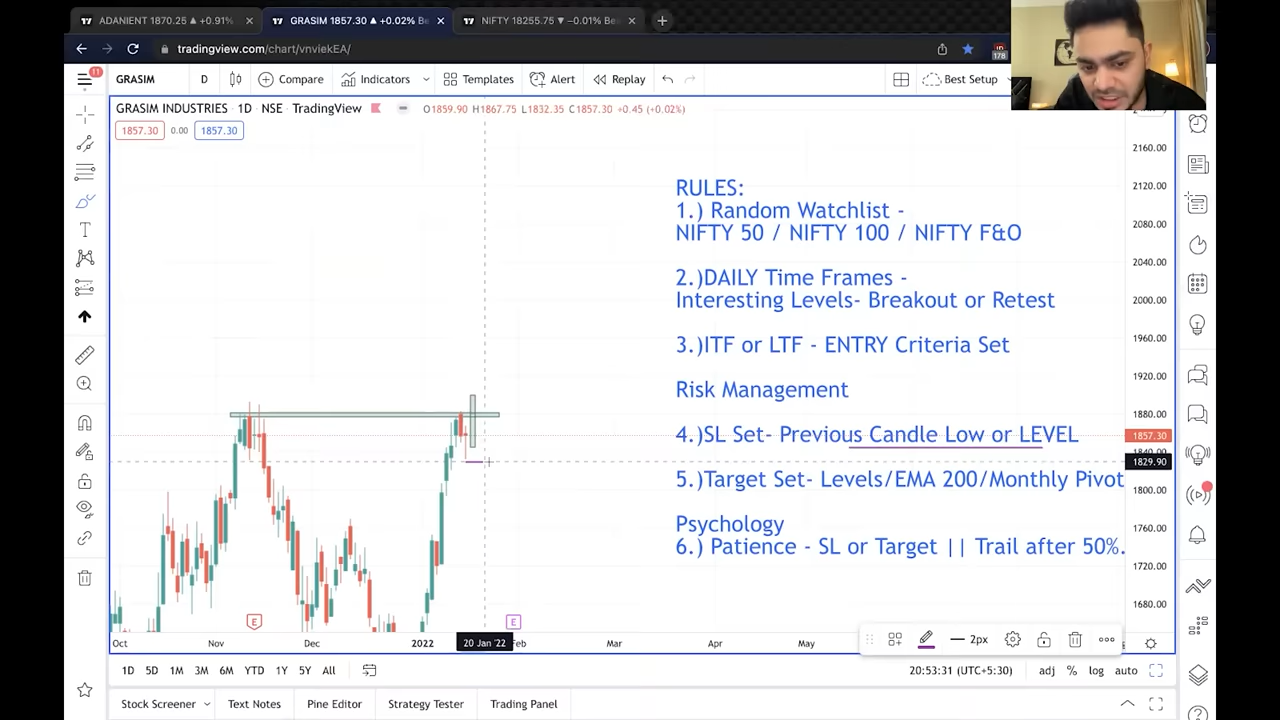 ADANIENT 1870.25 ▲ +0.91%
GRASIM 1857.30 ▲ +0.02% Be
NIFTY 18255.75 ▼ −0.01% Be
tradingview.com/chart/vnviekEA/
178
11
GRASIM
D
Compare
Indicators
Templates
Alert
Replay
Best Setup
GRASIM INDUSTRIES · 1D · NSE · TradingView
O1859.90 H1867.75 L1832.35 C1857.30 +0.45 (+0.02%)
1857.30
0.00
1857.30
RULES:
1.) Random Watchlist -
NIFTY 50 / NIFTY 100 / NIFTY F&O
2.)DAILY Time Frames -
Interesting Levels- Breakout or Retest
3.)ITF or LTF - ENTRY Criteria Set
Risk Management
4.)SL Set- Previous Candle Low or LEVEL
5.)Target Set- Levels/EMA 200/Monthly Pivot
Psychology
6.) Patience - SL or Target || Trail after 50%.
2160.00
2120.00
2080.00
2040.00
2000.00
1960.00
1920.00
1880.00
1857.30
1829.90
1800.00
1760.00
1720.00
1680.00
E
E
Oct
Nov
Dec
2022
20 Jan '22
Feb
Mar
Apr
May
2px
1D
5D
1M
3M
6M
YTD
1Y
5Y
All
20:53:31 (UTC+5:30)
adj
%
log
auto
Stock Screener
Text Notes
Pine Editor
Strategy Tester
Trading Panel